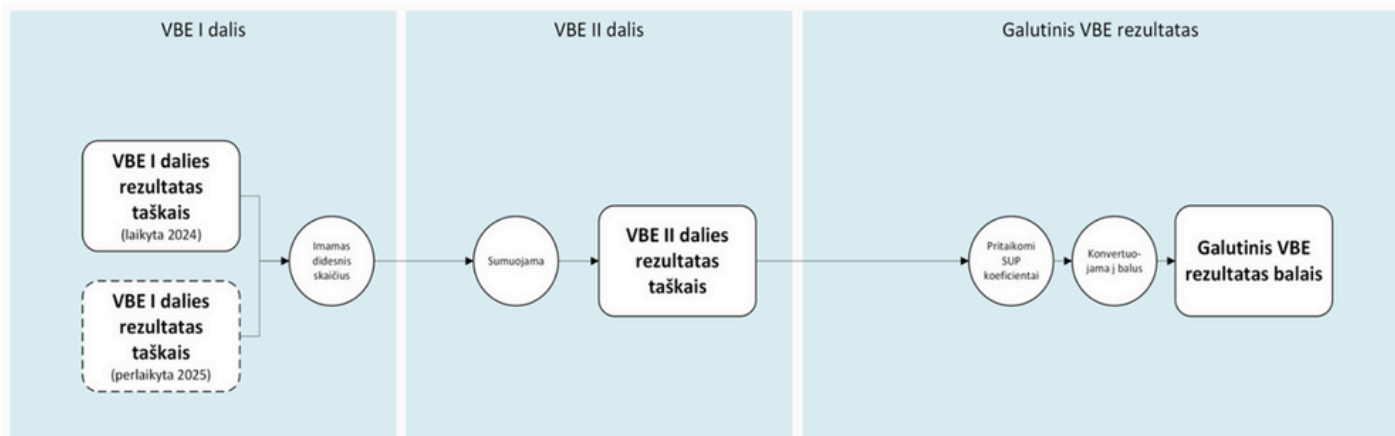 VBE I dalis
VBE I dalies
rezultatas
taškais
(laikyta 2024)
VBE I dalies
rezultatas
taškais
(perlaikyta 2025)
Imamas
didesnis
skaičius
VBE II dalis
Sumuojama
VBE II dalies
rezultatas
taškais
Galutinis VBE rezultatas
Pritaikomi
SUP
koeficientai
Konvertuo-
jama į balus
Galutinis VBE
rezultatas balais